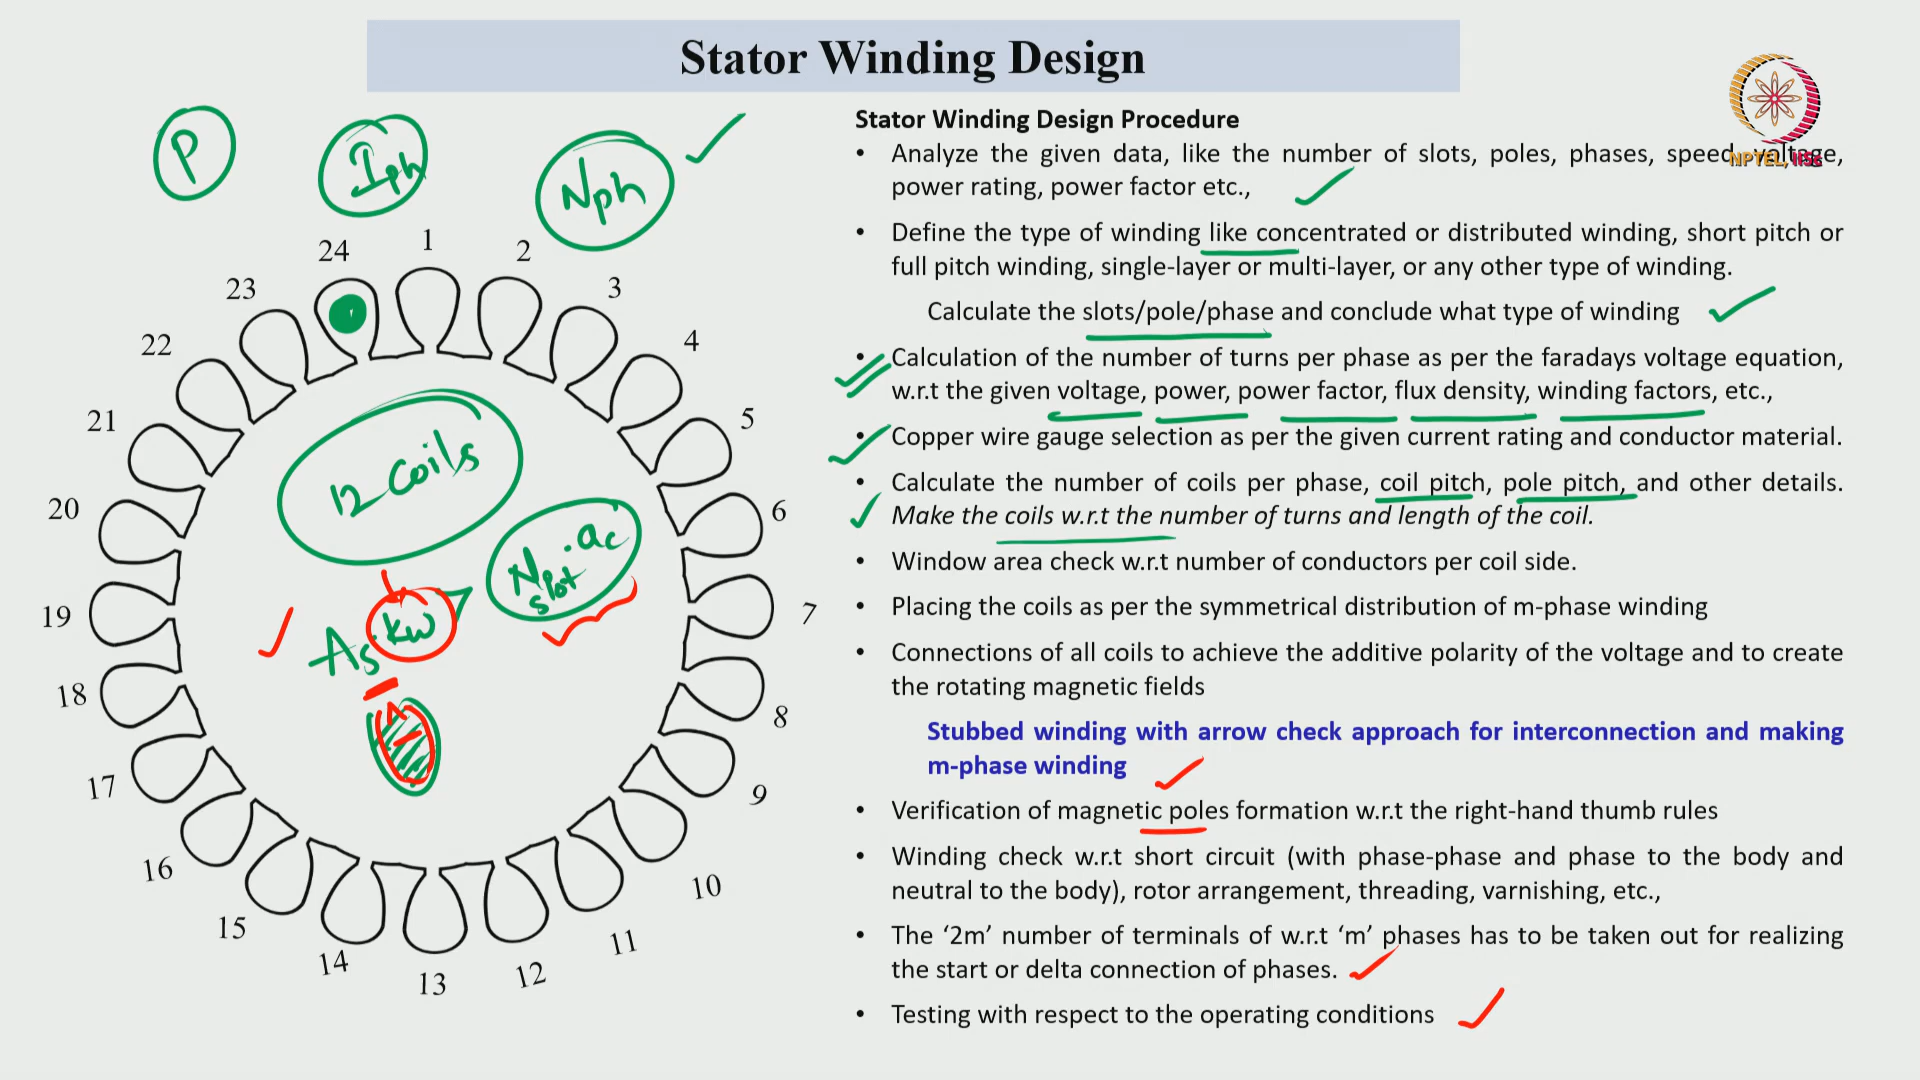 Stator Winding Design
NPTEL, IISc
P
Iph
Nph
12 Coils
Nslot . ac
As . kw
24
1
2
3
4
5
6
7
8
9
10
11
12
13
14
15
16
17
18
19
20
21
22
23
Stator Winding Design Procedure
• Analyze the given data, like the number of slots, poles, phases, speed, voltage,
power rating, power factor etc.,
• Define the type of winding like concentrated or distributed winding, short pitch or
full pitch winding, single-layer or multi-layer, or any other type of winding.
Calculate the slots/pole/phase and conclude what type of winding
• Calculation of the number of turns per phase as per the faradays voltage equation,
w.r.t the given voltage, power, power factor, flux density, winding factors, etc.,
• Copper wire gauge selection as per the given current rating and conductor material.
• Calculate the number of coils per phase, coil pitch, pole pitch, and other details.
Make the coils w.r.t the number of turns and length of the coil.
• Window area check w.r.t number of conductors per coil side.
• Placing the coils as per the symmetrical distribution of m-phase winding
• Connections of all coils to achieve the additive polarity of the voltage and to create
the rotating magnetic fields
Stubbed winding with arrow check approach for interconnection and making
m-phase winding
• Verification of magnetic poles formation w.r.t the right-hand thumb rules
• Winding check w.r.t short circuit (with phase-phase and phase to the body and
neutral to the body), rotor arrangement, threading, varnishing, etc.,
• The ‘2m’ number of terminals of w.r.t ‘m’ phases has to be taken out for realizing
the start or delta connection of phases.
• Testing with respect to the operating conditions